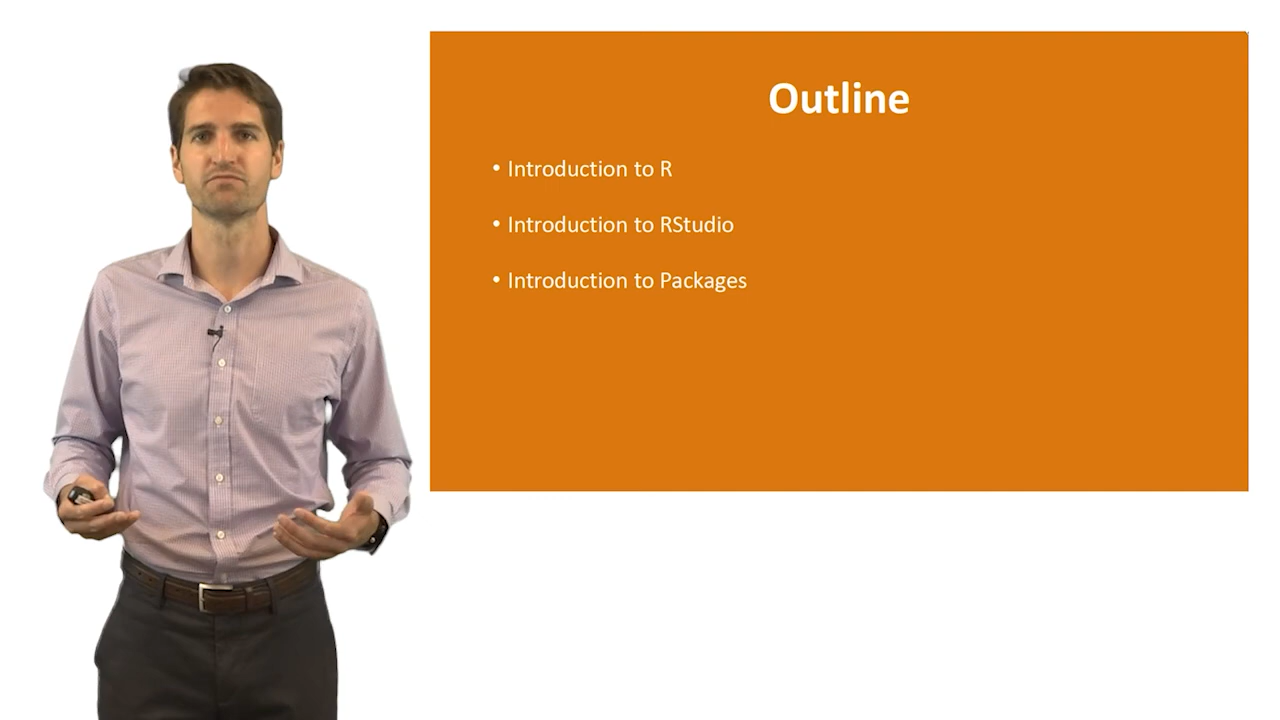 Outline
• Introduction to R
• Introduction to RStudio
• Introduction to Packages